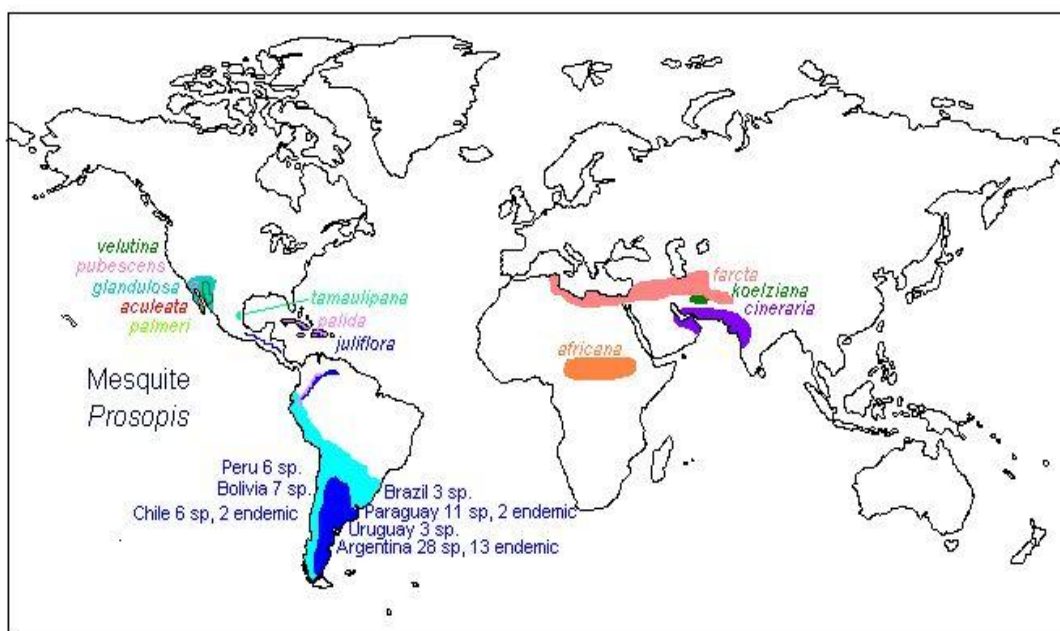 velutina
pubescens
glandulosa
aculeata
palmeri
tamaulipana
palida
juliflora
farcta
koelziana
cineraria
africana
Mesquite
Prosopis
Peru 6 sp.
Bolivia 7 sp.
Chile 6 sp, 2 endemic
Brazil 3 sp.
Paraguay 11 sp, 2 endemic
Uruguay 3 sp.
Argentina 28 sp, 13 endemic